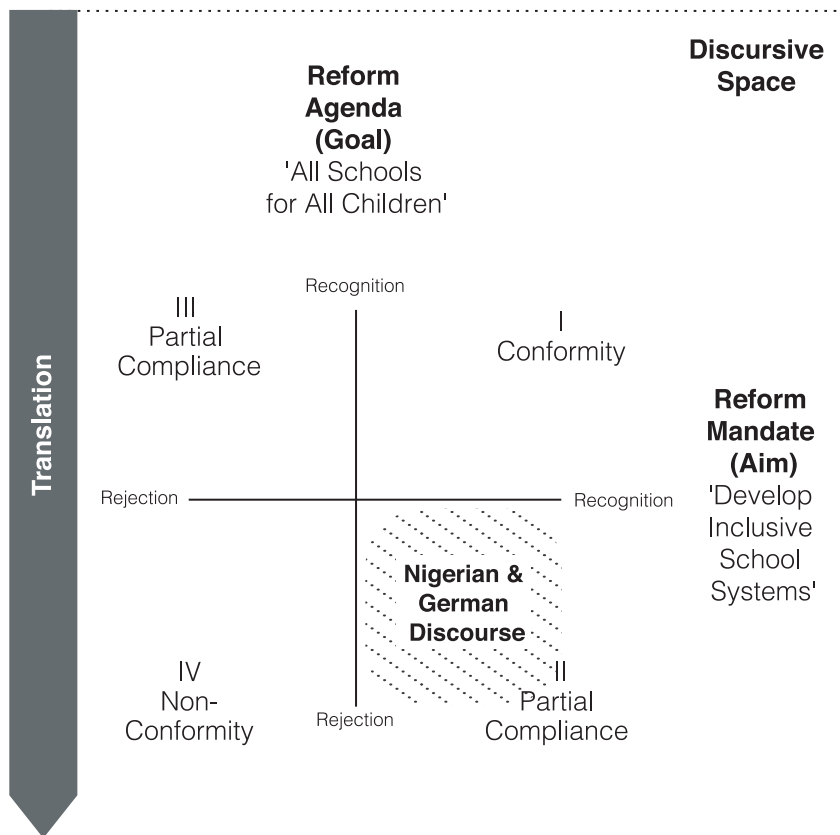 Discursive
Space
Reform
Agenda
(Goal)
'All Schools
for All Children'
Recognition
III
Partial
Compliance
I
Conformity
Translation
Reform
Mandate
(Aim)
'Develop
Inclusive
School
Systems'
Rejection
Recognition
Nigerian &
German
Discourse
IV
Non-
Conformity
Rejection
II
Partial
Compliance